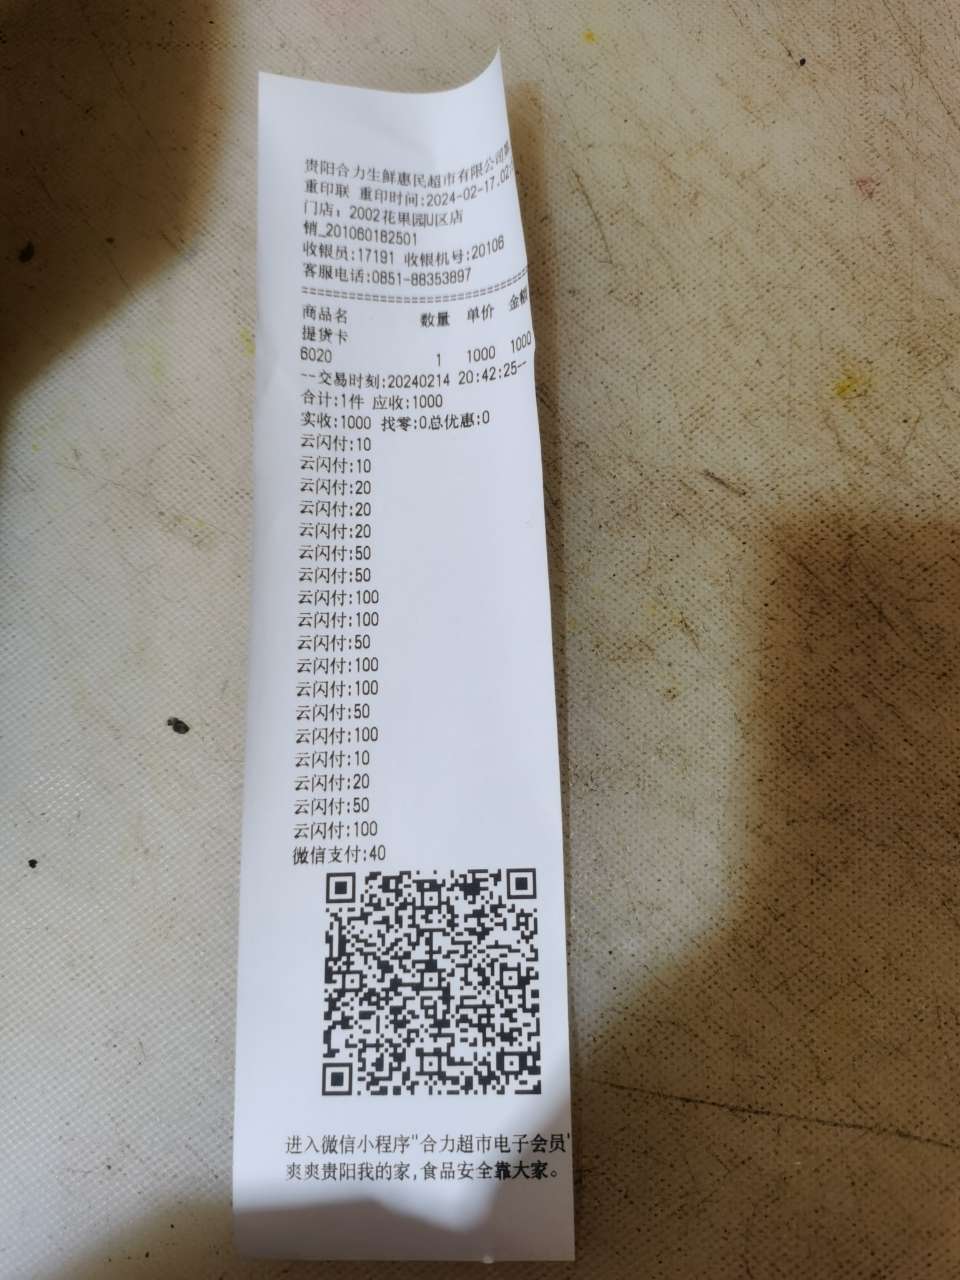 贵阳合力生鲜惠民超市有限公司
重印联 重印时间:2024-02-17.02
门店：2002花果园U区店
销_201060182501
收银员:17191 收银机号:20106
客服电话:0851-88353897
商品名 数量 单价 金额
提货卡
6020 1 1000 1000
--交易时刻:20240214 20:42:25--
合计:1件 应收:1000
实收:1000 找零:0总优惠:0
云闪付:10
云闪付:10
云闪付:20
云闪付:20
云闪付:20
云闪付:50
云闪付:50
云闪付:100
云闪付:100
云闪付:50
云闪付:100
云闪付:100
云闪付:50
云闪付:100
云闪付:10
云闪付:20
云闪付:50
云闪付:100
微信支付:40
进入微信小程序"合力超市电子会员"
爽爽贵阳我的家,食品安全靠大家。